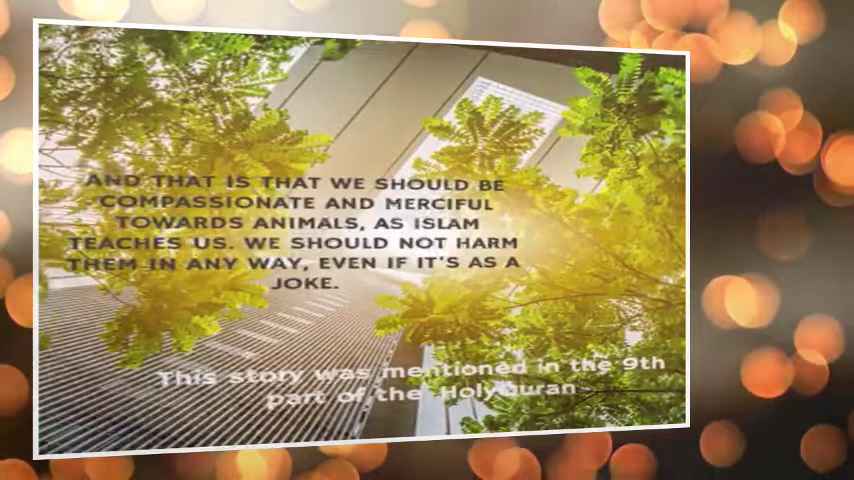 AND THAT IS THAT WE SHOULD BE
COMPASSIONATE AND MERCIFUL
TOWARDS ANIMALS, AS ISLAM
TEACHES US. WE SHOULD NOT HARM
THEM IN ANY WAY, EVEN IF IT'S AS A
JOKE.
This story was mentioned in the 9th
part of the HolyQuran